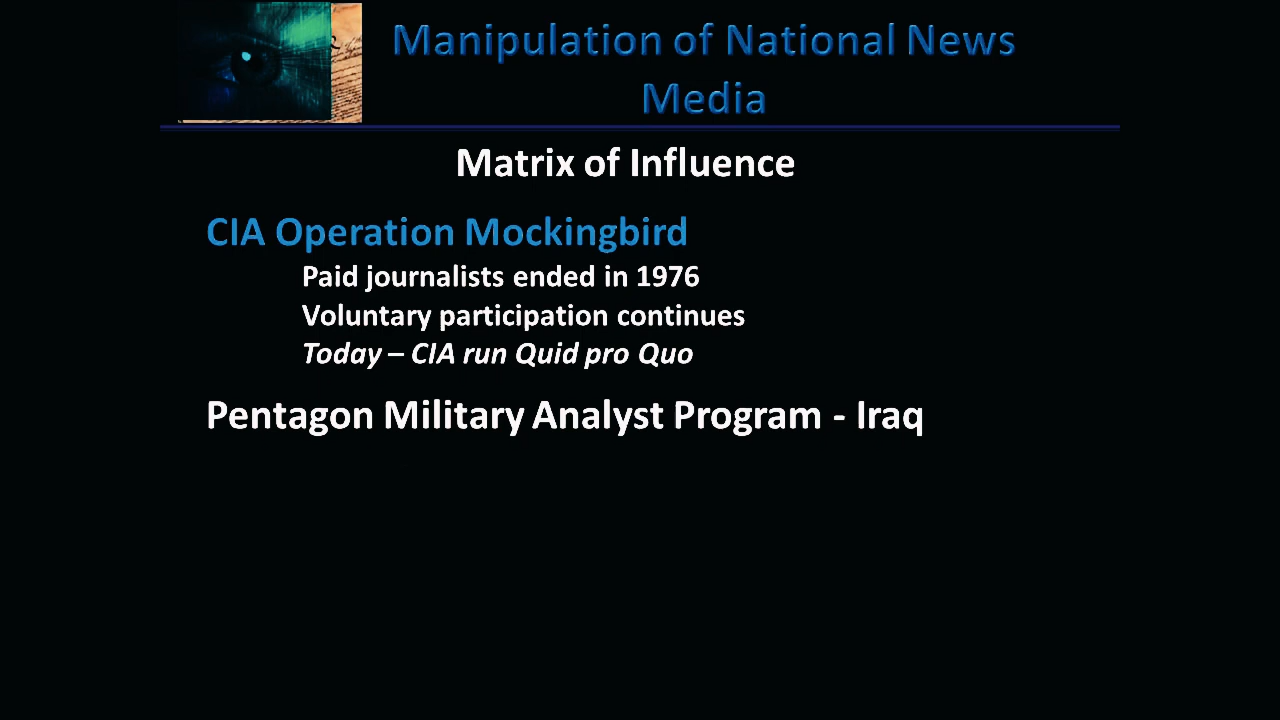 Manipulation of National News
Media
Matrix of Influence
CIA Operation Mockingbird
Paid journalists ended in 1976
Voluntary participation continues
Today – CIA run Quid pro Quo
Pentagon Military Analyst Program - Iraq